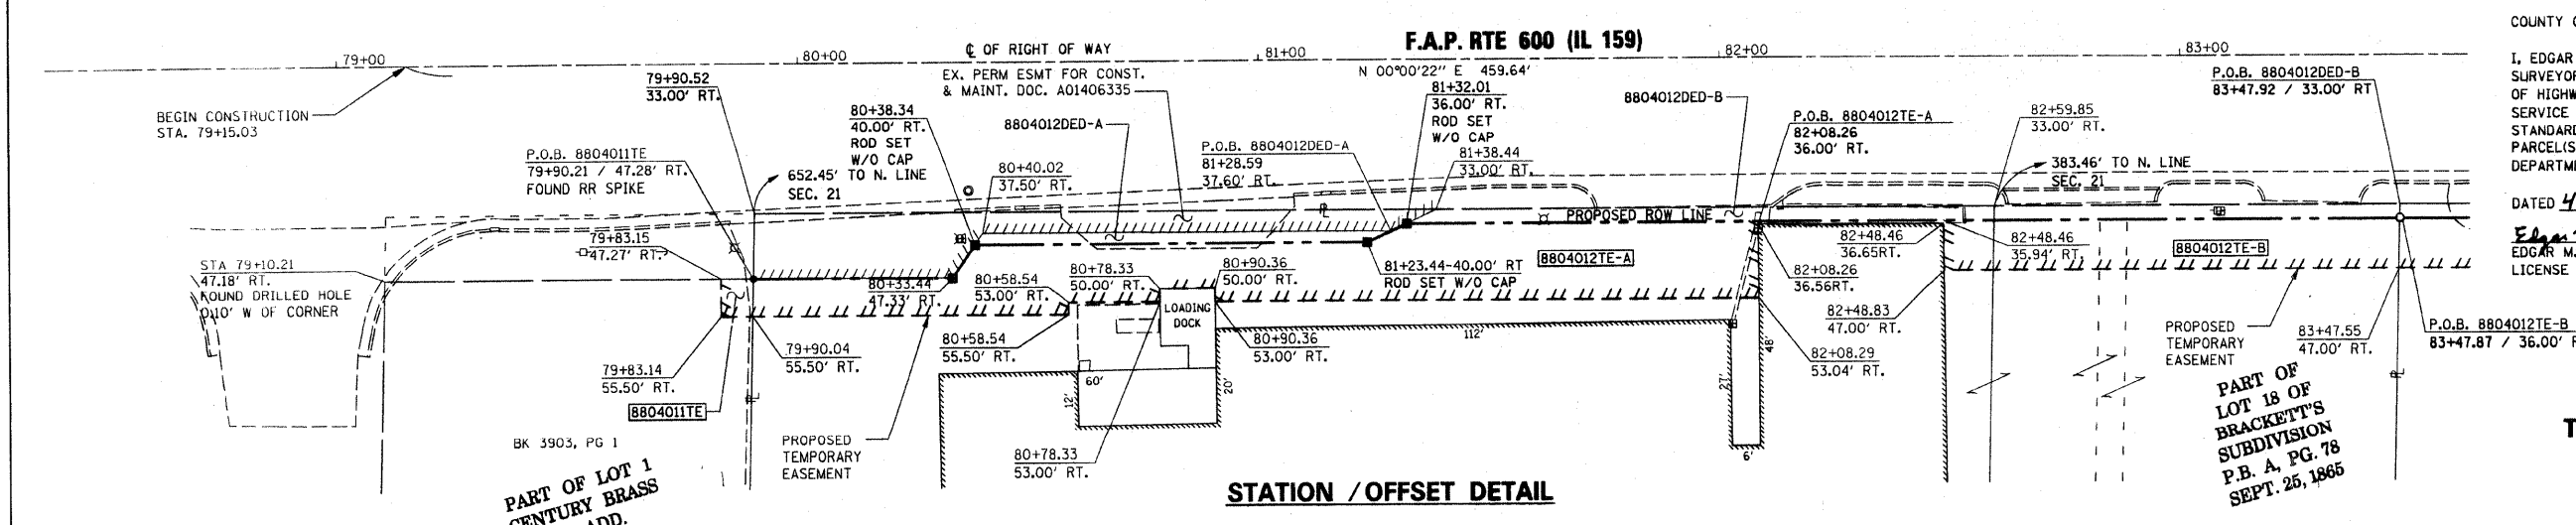 79+00
80+00
℄ OF RIGHT OF WAY
81+00
F.A.P. RTE 600 (IL 159)
82+00
83+00
N 00°00'22" E 459.64'
BEGIN CONSTRUCTION
STA. 79+15.03
79+90.52
33.00' RT.
EX. PERM ESMT FOR CONST.
& MAINT. DOC. A01406335
80+38.34
40.00' RT.
ROD SET
W/O CAP
8804012DED-A
81+32.01
36.00' RT.
ROD SET
W/O CAP
8804012DED-B
P.O.B. 8804012TE-A
82+08.26
36.00' RT.
82+59.85
33.00' RT.
P.O.B. 8804012DED-B
83+47.92 / 33.00' RT
P.O.B. 8804011TE
79+90.21 / 47.28' RT.
FOUND RR SPIKE
652.45' TO N. LINE
SEC. 21
80+40.02
37.50' RT.
P.O.B. 8804012DED-A
81+28.59
37.60' RT.
81+38.44
33.00' RT.
383.46' TO N. LINE
SEC. 21
PROPOSED ROW LINE
STA 79+10.21
47.18' RT.
FOUND DRILLED HOLE
0.10' W OF CORNER
79+83.15
47.27' RT.
80+33.44
47.33' RT.
80+58.54
53.00' RT.
80+78.33
50.00' RT.
80+90.36
50.00' RT.
81+23.44-40.00' RT
ROD SET W/O CAP
8804012TE-A
82+48.46
36.65RT.
82+08.26
36.56RT.
82+48.46
35.94' RT.
8804012TE-B
LOADING
DOCK
79+83.14
55.50' RT.
79+90.04
55.50' RT.
80+58.54
55.50' RT.
80+90.36
53.00' RT.
112'
82+48.83
47.00' RT.
82+08.29
53.04' RT.
PROPOSED
TEMPORARY
EASEMENT
83+47.55
47.00' RT.
P.O.B. 8804012TE-B
83+47.87 / 36.00' R
8804011TE
60'
12'
20'
27'
48'
6'
BK 3903, PG 1
PROPOSED
TEMPORARY
EASEMENT
80+78.33
53.00' RT.
PART OF LOT 1
CENTURY BRASS
ADD.
PART OF
LOT 18 OF
BRACKETT'S
SUBDIVISION
P.B. A, PG. 78
SEPT. 25, 1865
STATION / OFFSET DETAIL
COUNTY
I, EDGAR
SURVEYOR
OF HIGHW
SERVICE
STANDARD
PARCEL(S
DEPARTME
DATED 4
Edgar
EDGAR M.
LICENSE
T